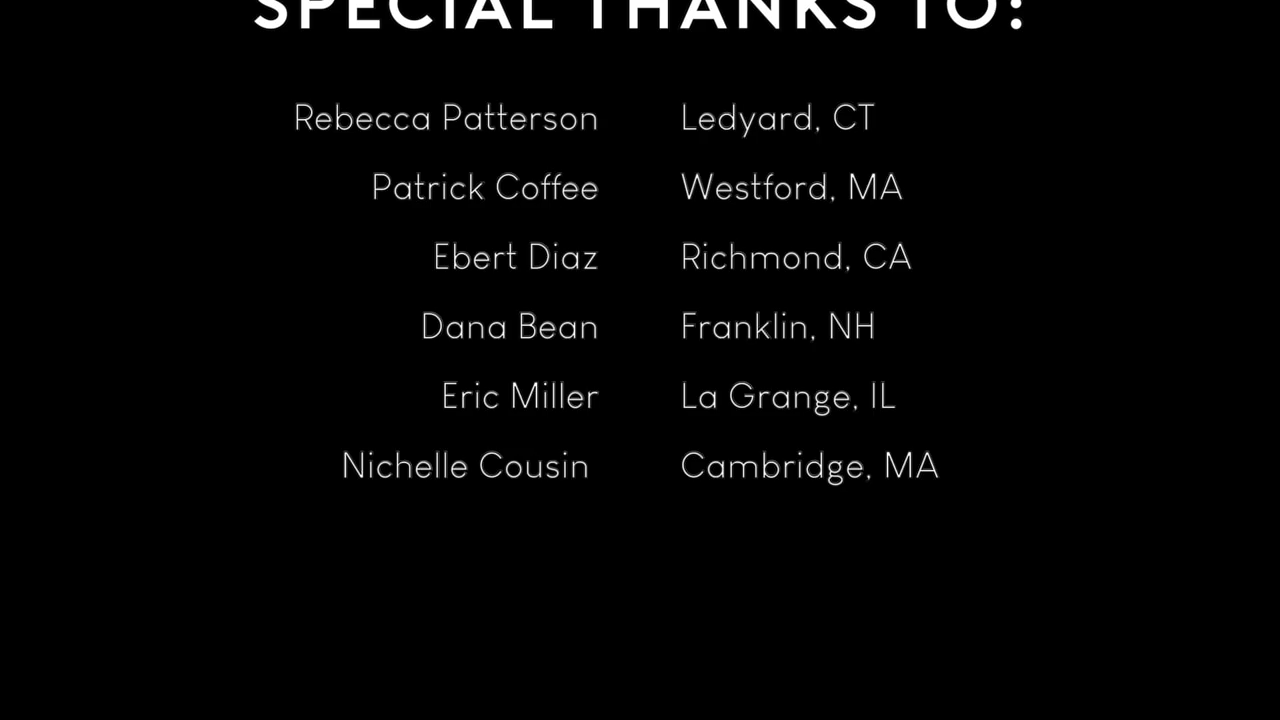 SPECIAL THANKS TO:
Rebecca Patterson Ledyard, CT
Patrick Coffee Westford, MA
Ebert Diaz Richmond, CA
Dana Bean Franklin, NH
Eric Miller La Grange, IL
Nichelle Cousin Cambridge, MA